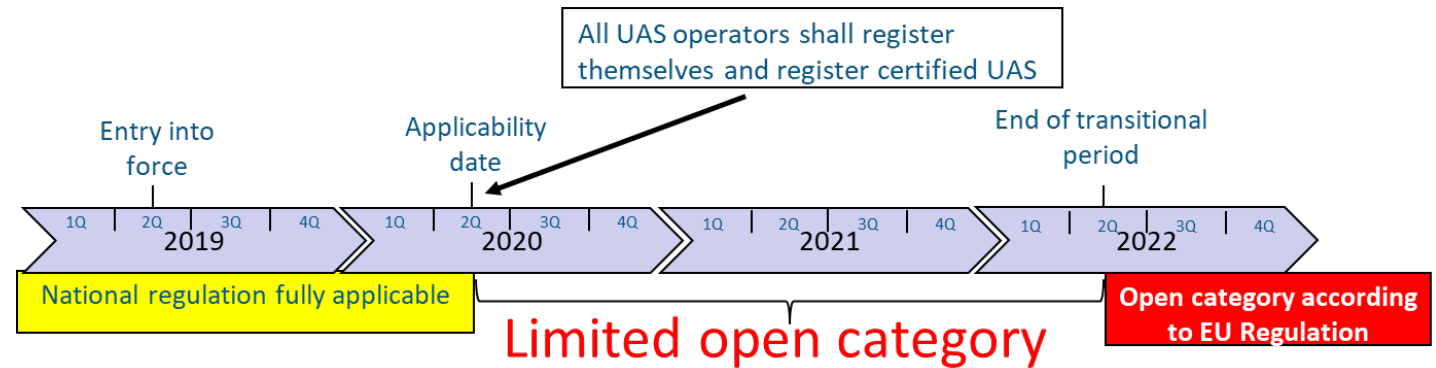 All UAS operators shall register
themselves and register certified UAS
Entry into
force
Applicability
date
End of transitional
period
1Q 2Q 3Q 4Q 1Q 2Q 3Q 4Q 1Q 2Q 3Q 4Q 1Q 2Q 3Q 4Q
2019 2020 2021 2022
National regulation fully applicable
Limited open category
Open category according
to EU Regulation